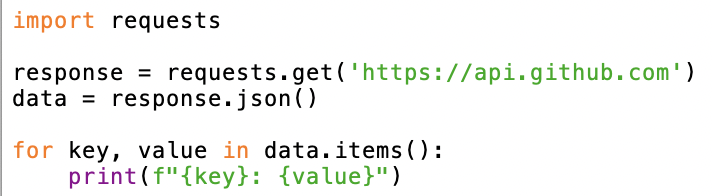 import requests

response = requests.get('https://api.github.com')
data = response.json()

for key, value in data.items():
    print(f"{key}: {value}")